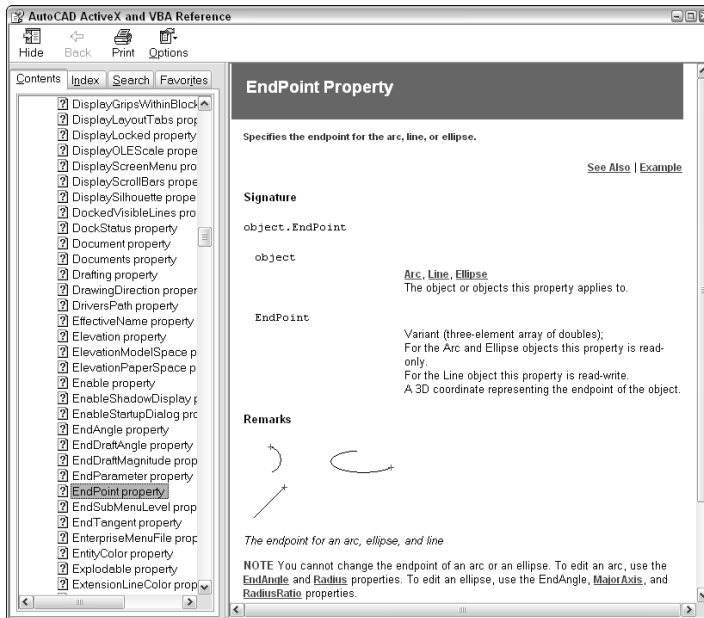 AutoCAD ActiveX and VBA Reference
Hide Back Print Options
Contents Index Search Favorites
DisplayGripsWithinBlock
DisplayLayoutTabs prop
DisplayLocked property
DisplayOLEScale prope
DisplayScreenMenu pro
DisplayScrollBars prope
DisplaySilhouette prope
DockedVisibleLines pro
DockStatus property
Document property
Documents property
Drafting property
DrawingDirection proper
DriversPath property
EffectiveName property
Elevation property
ElevationModelSpace p
ElevationPaperSpace p
Enable property
EnableShadowDisplay p
EnableStartupDialog pro
EndAngle property
EndDraftAngle property
EndDraftMagnitude prop
EndParameter property
EndPoint property
EndSubMenuLevel prop
EndTangent property
EnterpriseMenuFile prop
EntityColor property
Explodable property
ExtensionLineColor prop
EndPoint Property
Specifies the endpoint for the arc, line, or ellipse.
See Also | Example
Signature
object.EndPoint
object
Arc, Line, Ellipse
The object or objects this property applies to.
EndPoint
Variant (three-element array of doubles);
For the Arc and Ellipse objects this property is read-
only.
For the Line object this property is read-write.
A 3D coordinate representing the endpoint of the object.
Remarks
The endpoint for an arc, ellipse, and line
NOTE You cannot change the endpoint of an arc or an ellipse. To edit an arc, use the
EndAngle and Radius properties. To edit an ellipse, use the EndAngle, MajorAxis, and
RadiusRatio properties.